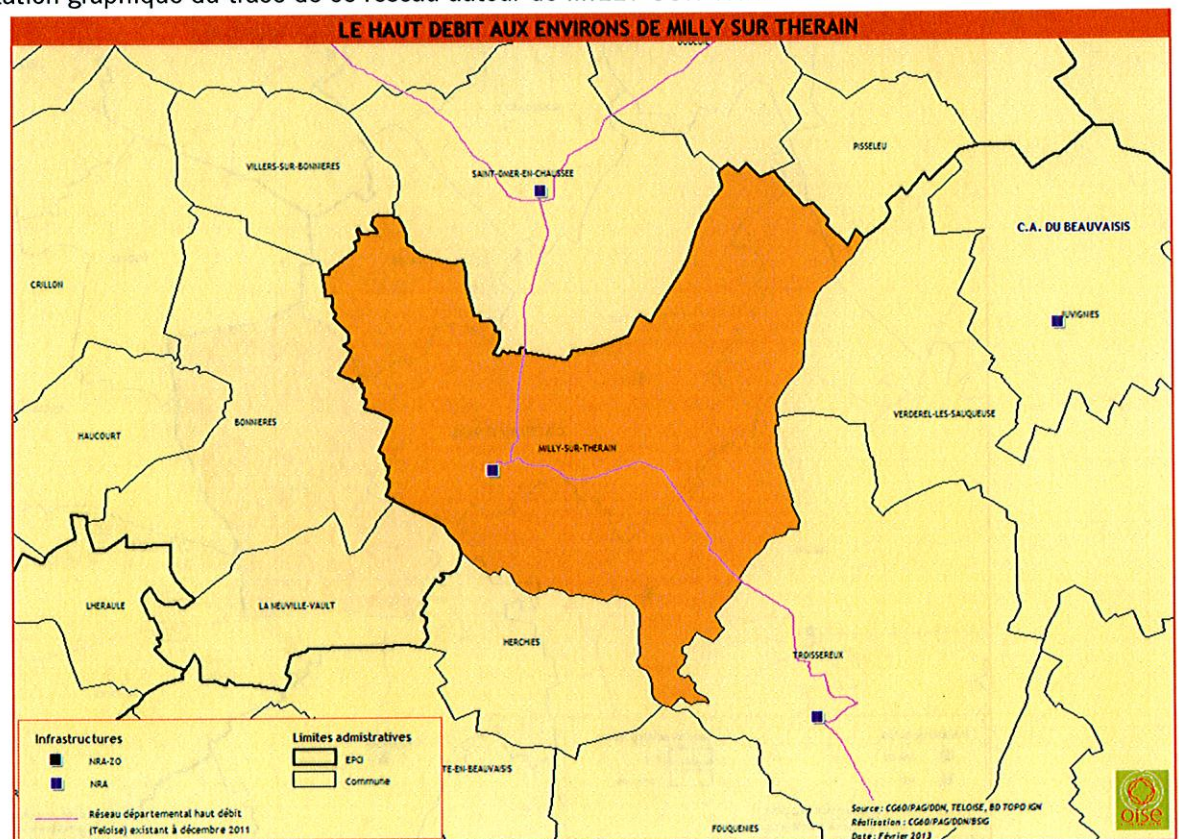 LE HAUT DEBIT AUX ENVIRONS DE MILLY SUR THERAIN
PISSELEU
VILLERS-SUR-BONNIERES
SAINT-OMER-EN-CHAUSSEE
C.A. DU BEAUVAISIS
CRILLON
JUVIGNIES
VERDEREL-LES-SAUQUEUSE
BONNIERES
HAUCOURT
MILLY-SUR-THERAIN
LHERAULE
LA NEUVILLE-VAULT
HERCHIES
TROISSEREUX
Infrastructures
NRA-ZO
NRA
Réseau départemental haut débit
(Teloise) existant à décembre 2011
Limites admistratives
EPCI
Commune
TE-EN-BEAUVAISIS
FOUQUENIES
Source : CG60/PAG/DDN, TELOISE, BD TOPO IGN
Réalisation : CG60/PAG/DDN/BSIG
Date : Février 2013
oise